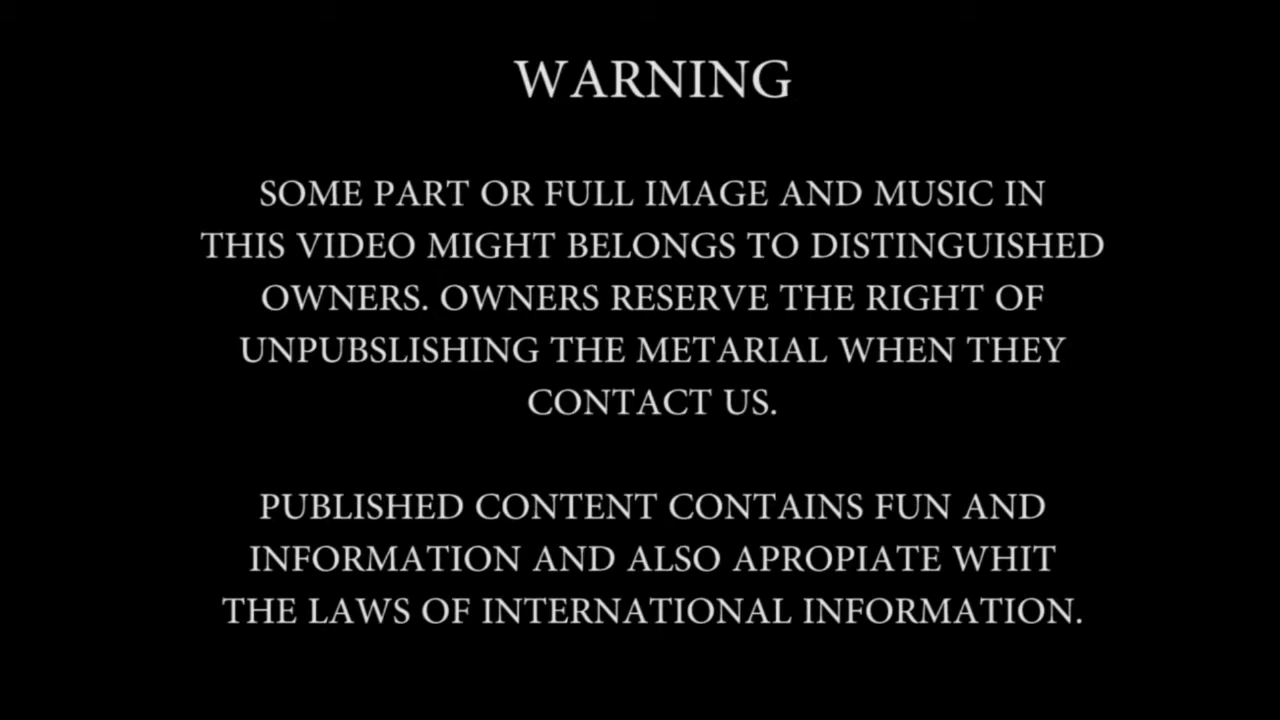 WARNING
SOME PART OR FULL IMAGE AND MUSIC IN
THIS VIDEO MIGHT BELONGS TO DISTINGUISHED
OWNERS. OWNERS RESERVE THE RIGHT OF
UNPUBSLISHING THE METARIAL WHEN THEY
CONTACT US.
PUBLISHED CONTENT CONTAINS FUN AND
INFORMATION AND ALSO APROPIATE WHIT
THE LAWS OF INTERNATIONAL INFORMATION.